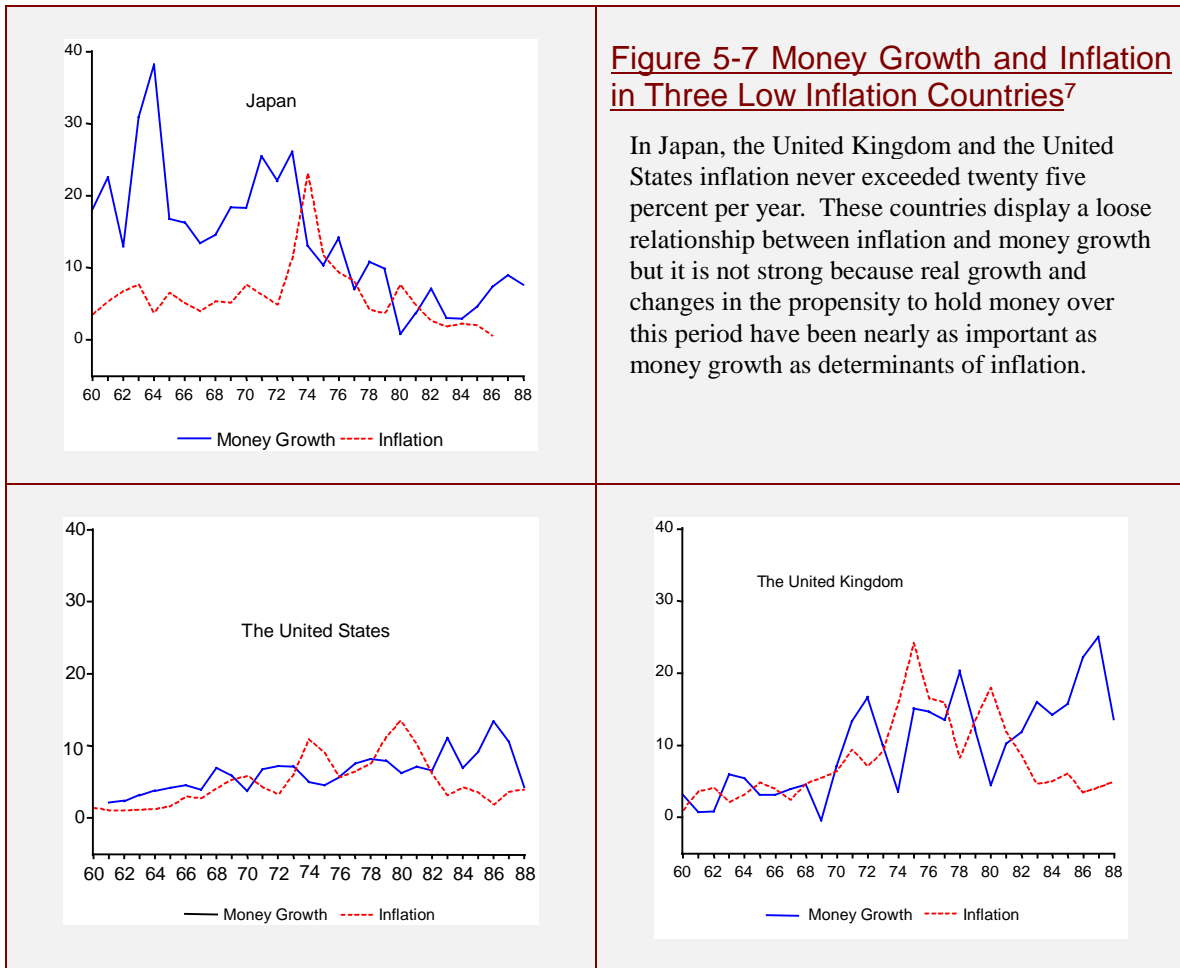 40
30
20
10
0
Japan
60 62 64 66 68 70 72 74 76 78 80 82 84 86 88
Money Growth Inflation
Figure 5-7 Money Growth and Inflation
in Three Low Inflation Countries7
In Japan, the United Kingdom and the United
States inflation never exceeded twenty five
percent per year. These countries display a loose
relationship between inflation and money growth
but it is not strong because real growth and
changes in the propensity to hold money over
this period have been nearly as important as
money growth as determinants of inflation.
40
30
20
10
0
The United States
60 62 64 66 68 70 72 74 76 78 80 82 84 86 88
Money Growth Inflation
40
30
20
10
0
The United Kingdom
60 62 64 66 68 70 72 74 76 78 80 82 84 86 88
Money Growth Inflation